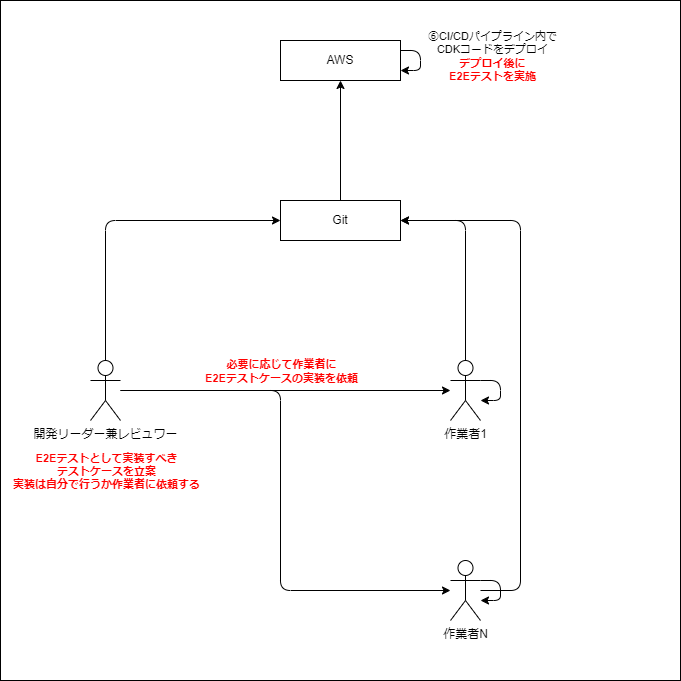 ⑥CI/CDパイプライン内で
CDKコードをデプロイ
デプロイ後に
E2Eテストを実施
AWS
Git
必要に応じて作業者に
E2Eテストケースの実装を依頼
開発リーダー兼レビュワー
作業者1
E2Eテストとして実装すべき
テストケースを立案
実装は自分で行うか作業者に依頼する
作業者N